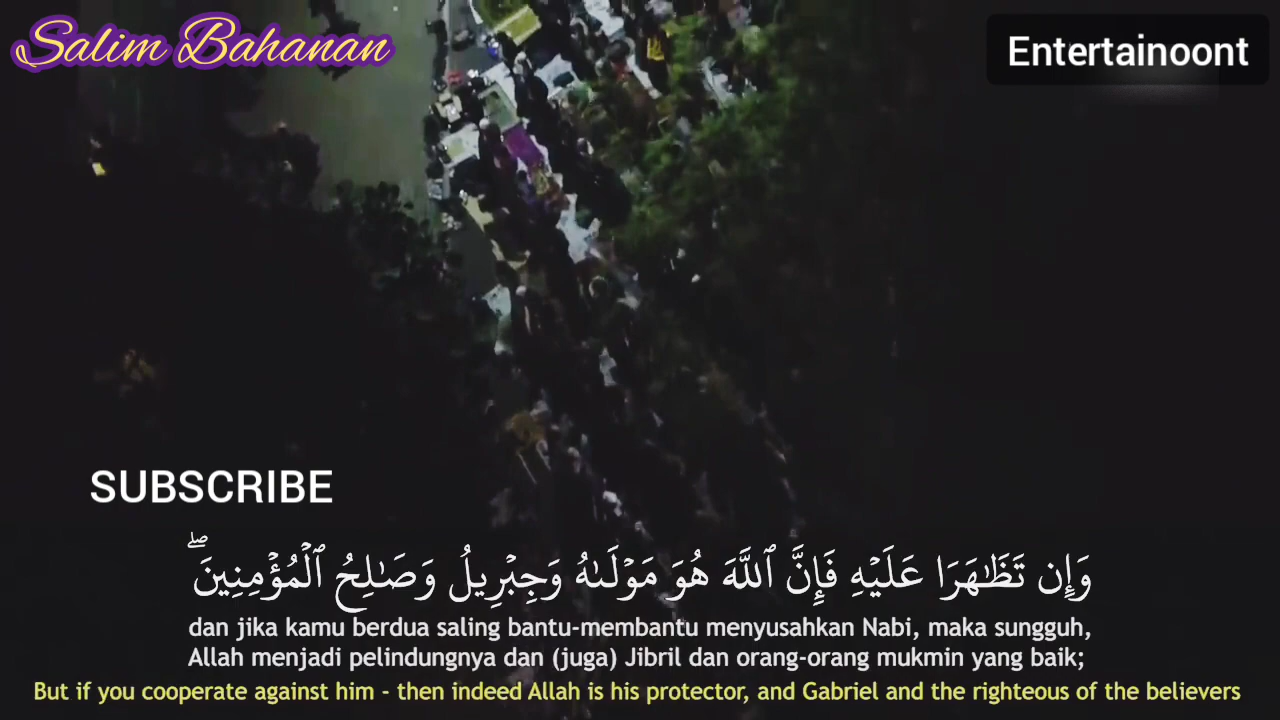 Salim Bahanan
Entertainoont
SUBSCRIBE
وَإِن تَظَٰهَرَا عَلَيْهِ فَإِنَّ ٱللَّهَ هُوَ مَوْلَىٰهُ وَجِبْرِيلُ وَصَٰلِحُ ٱلْمُؤْمِنِينَ ۖ
dan jika kamu berdua saling bantu-membantu menyusahkan Nabi, maka sungguh,
Allah menjadi pelindungnya dan (juga) Jibril dan orang-orang mukmin yang baik;
But if you cooperate against him - then indeed Allah is his protector, and Gabriel and the righteous of the believers